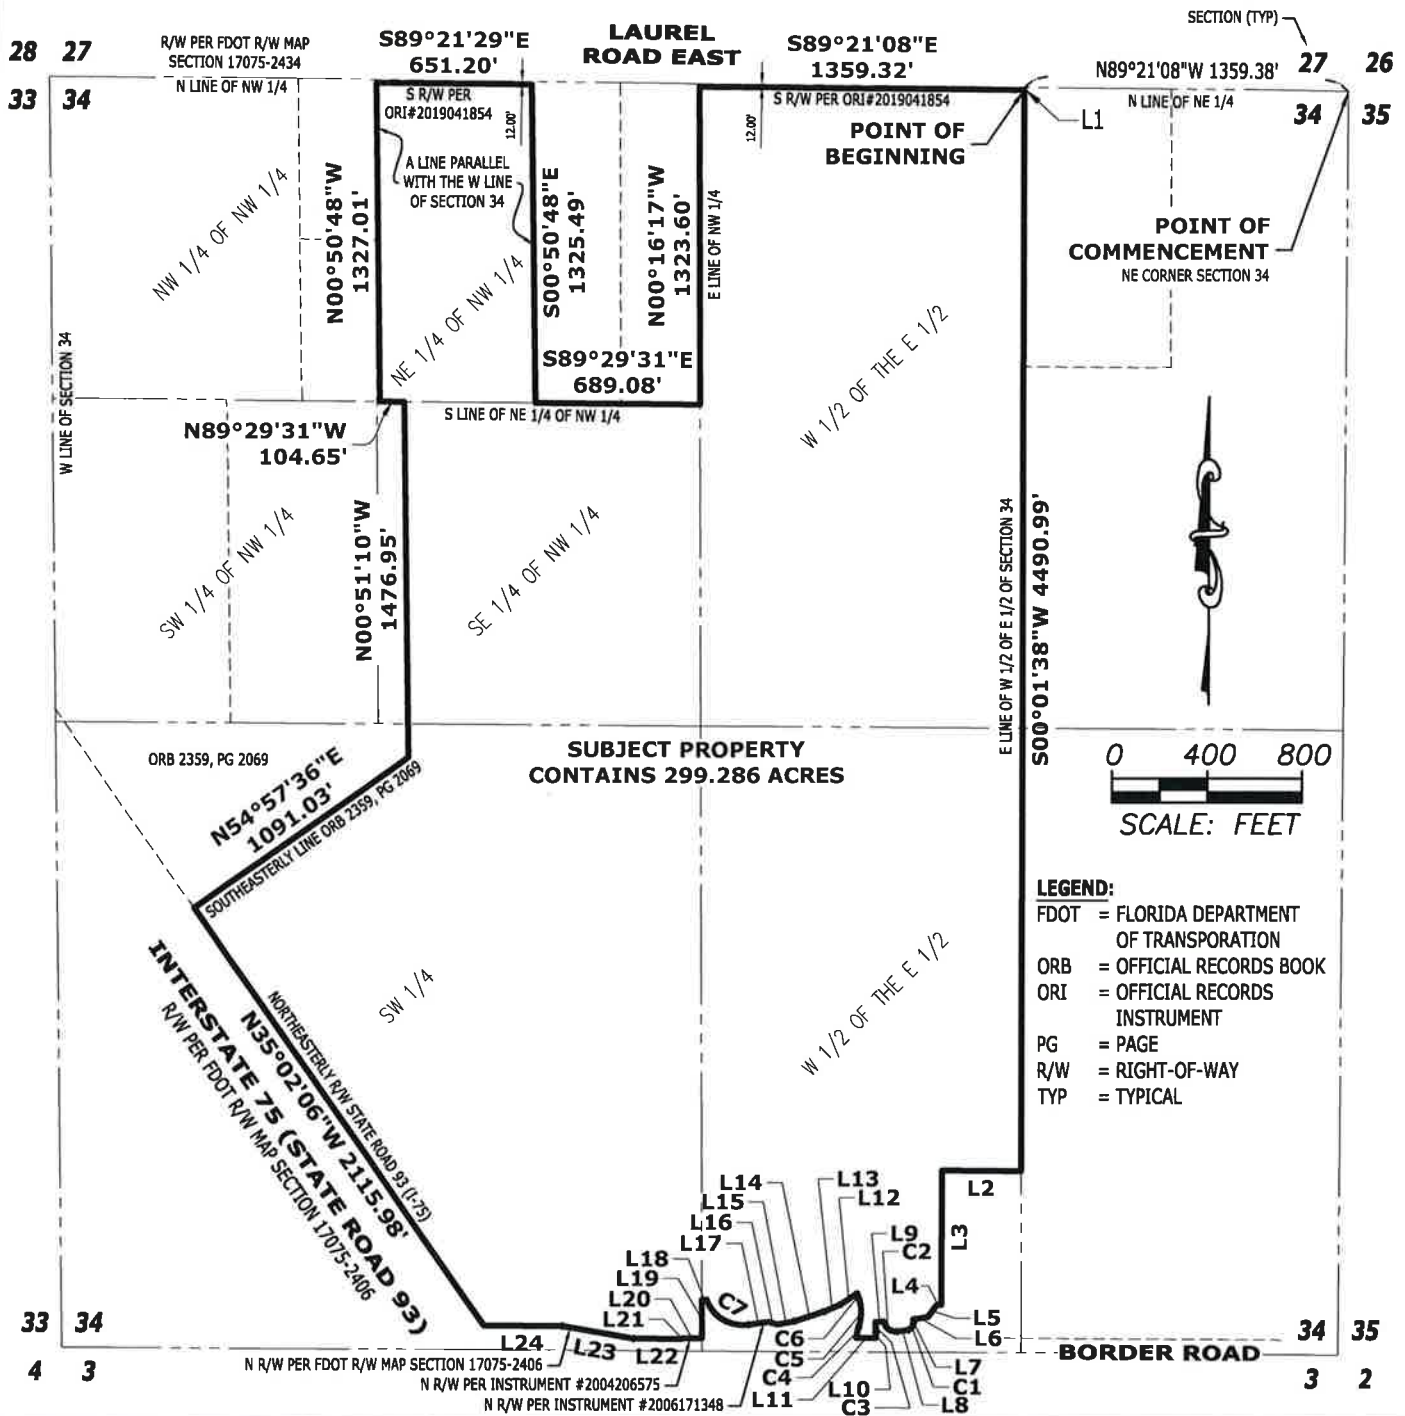 SECTION (TYP)
28 27
33 34
R/W PER FDOT R/W MAP
SECTION 17075-2434
N LINE OF NW 1/4
S89°21'29"E
651.20'
LAUREL
ROAD EAST
S89°21'08"E
1359.32'
N89°21'08"W 1359.38'
27 26
34 35
N LINE OF NE 1/4
S R/W PER
ORI#2019041854
12.00'
S R/W PER ORI#2019041854
12.00'
L1
POINT OF
BEGINNING
A LINE PARALLEL
WITH THE W LINE
OF SECTION 34
POINT OF
COMMENCEMENT
NE CORNER SECTION 34
NW 1/4 OF NW 1/4
N00°50'48"W
1327.01'
NE 1/4 OF NW 1/4
S00°50'48"E
1325.49'
N00°16'17"W
1323.60'
E LINE OF NW 1/4
W 1/2 OF THE E 1/2
W LINE OF SECTION 34
S89°29'31"E
689.08'
S LINE OF NE 1/4 OF NW 1/4
N89°29'31"W
104.65'
SW 1/4 OF NW 1/4
N00°51'10"W
1476.95'
SE 1/4 OF NW 1/4
E LINE OF W 1/2 OF E 1/2 OF SECTION 34
S00°01'38"W 4490.99'
ORB 2359, PG 2069
N54°57'36"E
1091.03'
SOUTHEASTERLY LINE ORB 2359, PG 2069
SUBJECT PROPERTY
CONTAINS 299.286 ACRES
0 400 800
SCALE: FEET
LEGEND:
FDOT = FLORIDA DEPARTMENT
OF TRANSPORATION
ORB = OFFICIAL RECORDS BOOK
ORI = OFFICIAL RECORDS
INSTRUMENT
PG = PAGE
R/W = RIGHT-OF-WAY
TYP = TYPICAL
SW 1/4
W 1/2 OF THE E 1/2
NORTHEASTERLY R/W STATE ROAD 93 (I-75)
N35°02'06"W 2115.98'
INTERSTATE 75 (STATE ROAD 93)
R/W PER FDOT R/W MAP SECTION 17075-2406
L2
L3
L14
L13
L15
L12
L16
L17
L9
C2
L18
L19
L20
L21
C7
L4
L5
L6
L24
L23
L22
C6
C5
C4
L11
L10
C3
L7
C1
L8
33 34
4 3
34 35
3 2
BORDER ROAD
N R/W PER FDOT R/W MAP SECTION 17075-2406
N R/W PER INSTRUMENT #2004206575
N R/W PER INSTRUMENT #2006171348